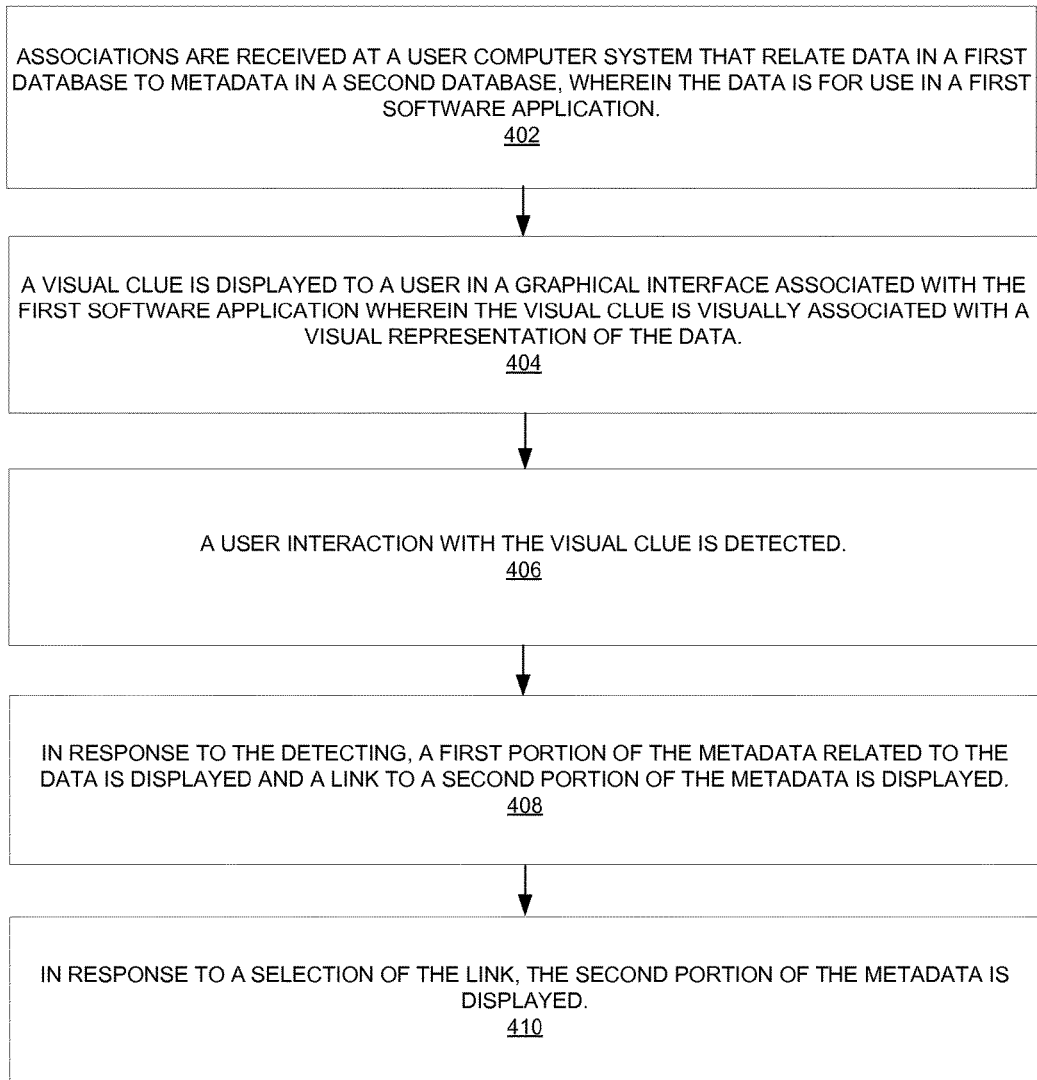 ASSOCIATIONS ARE RECEIVED AT A USER COMPUTER SYSTEM THAT RELATE DATA IN A FIRST
DATABASE TO METADATA IN A SECOND DATABASE, WHEREIN THE DATA IS FOR USE IN A FIRST
SOFTWARE APPLICATION.
402
A VISUAL CLUE IS DISPLAYED TO A USER IN A GRAPHICAL INTERFACE ASSOCIATED WITH THE
FIRST SOFTWARE APPLICATION WHEREIN THE VISUAL CLUE IS VISUALLY ASSOCIATED WITH A
VISUAL REPRESENTATION OF THE DATA.
404
A USER INTERACTION WITH THE VISUAL CLUE IS DETECTED.
406
IN RESPONSE TO THE DETECTING, A FIRST PORTION OF THE METADATA RELATED TO THE
DATA IS DISPLAYED AND A LINK TO A SECOND PORTION OF THE METADATA IS DISPLAYED.
408
IN RESPONSE TO A SELECTION OF THE LINK, THE SECOND PORTION OF THE METADATA IS
DISPLAYED.
410